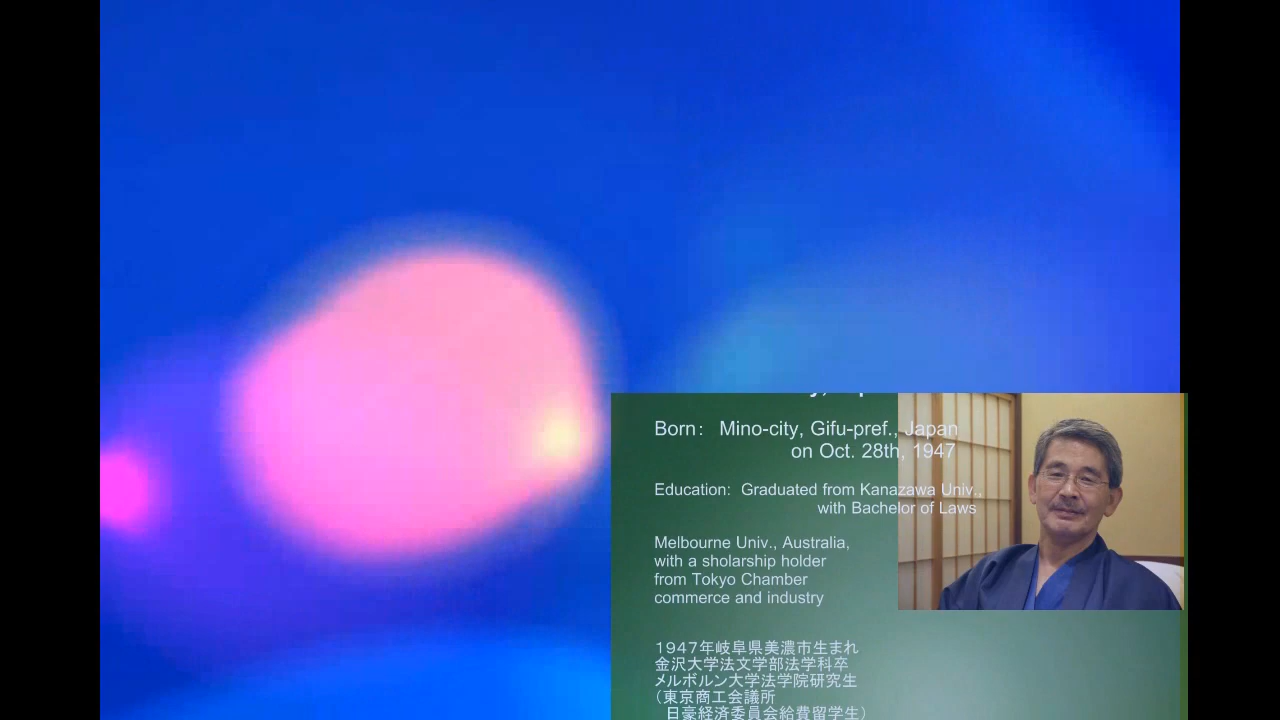 Born: Mino-city, Gifu-pref., Japan
on Oct. 28th, 1947
Education: Graduated from Kanazawa Univ.,
with Bachelor of Laws
Melbourne Univ., Australia,
with a sholarship holder
from Tokyo Chamber
commerce and industry
１９４７年岐阜県美濃市生まれ
金沢大学法文学部法学科卒
メルボルン大学法学院研究生
（東京商工会議所
日豪経済委員会給費留学生）